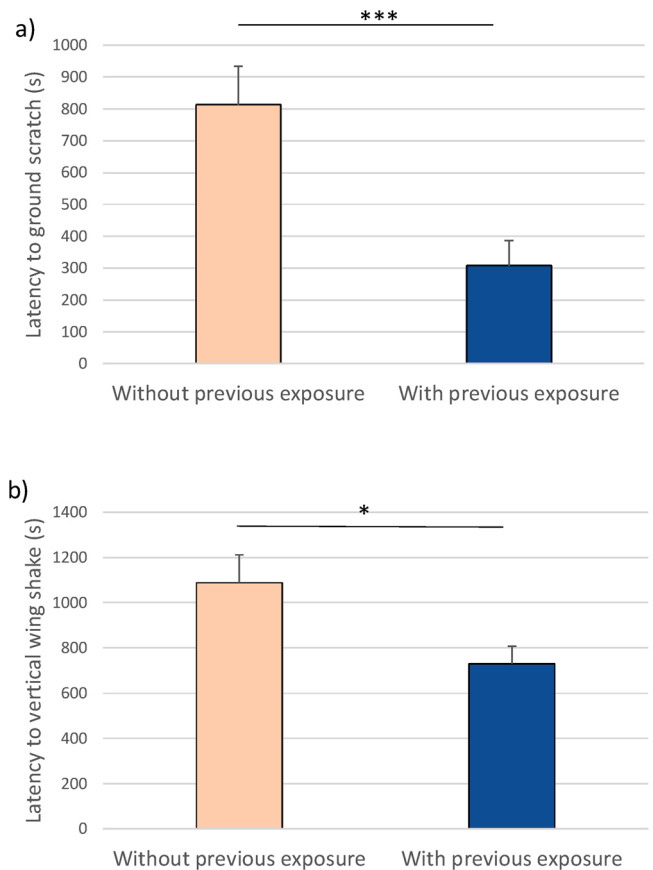 a)
***
Latency to ground scratch (s)
1000
900
800
700
600
500
400
300
200
100
0
Without previous exposure
With previous exposure
b)
*
Latency to vertical wing shake (s)
1400
1200
1000
800
600
400
200
0
Without previous exposure
With previous exposure